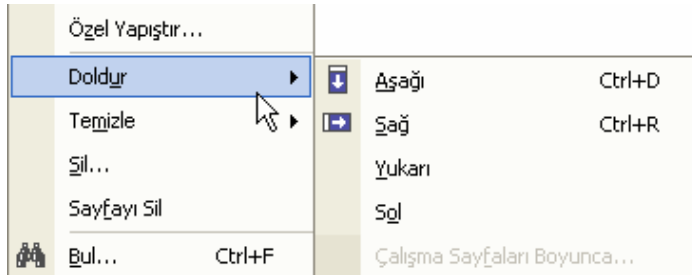 Özel Yapıştır...
Doldur
Temizle
Sil...
Sayfayı Sil
Bul... Ctrl+F
Aşağı Ctrl+D
Sağ Ctrl+R
Yukarı
Sol
Çalışma Sayfaları Boyunca...